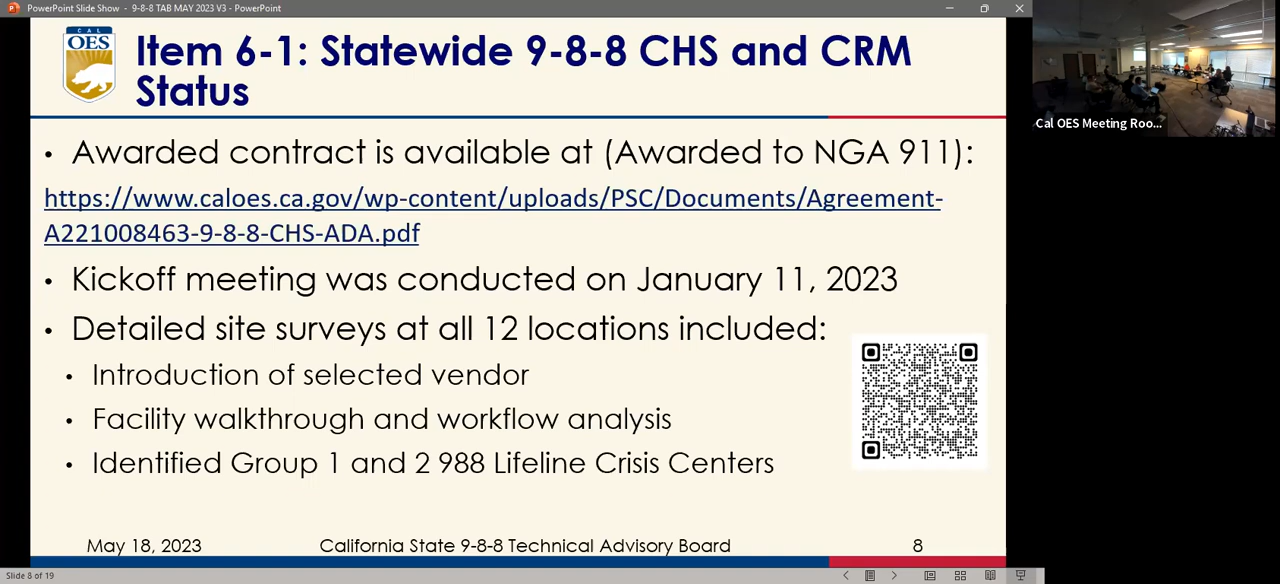 PowerPoint Slide Show - 9-8-8 TAB MAY 2023 V3 - PowerPoint
CAL
OES
Item 6-1: Statewide 9-8-8 CHS and CRM
Status
• Awarded contract is available at (Awarded to NGA 911):
https://www.caloes.ca.gov/wp-content/uploads/PSC/Documents/Agreement-
A221008463-9-8-8-CHS-ADA.pdf
• Kickoff meeting was conducted on January 11, 2023
• Detailed site surveys at all 12 locations included:
• Introduction of selected vendor
• Facility walkthrough and workflow analysis
• Identified Group 1 and 2 988 Lifeline Crisis Centers
May 18, 2023 California State 9-8-8 Technical Advisory Board 8
Slide 8 of 19
Cal OES Meeting Roo...